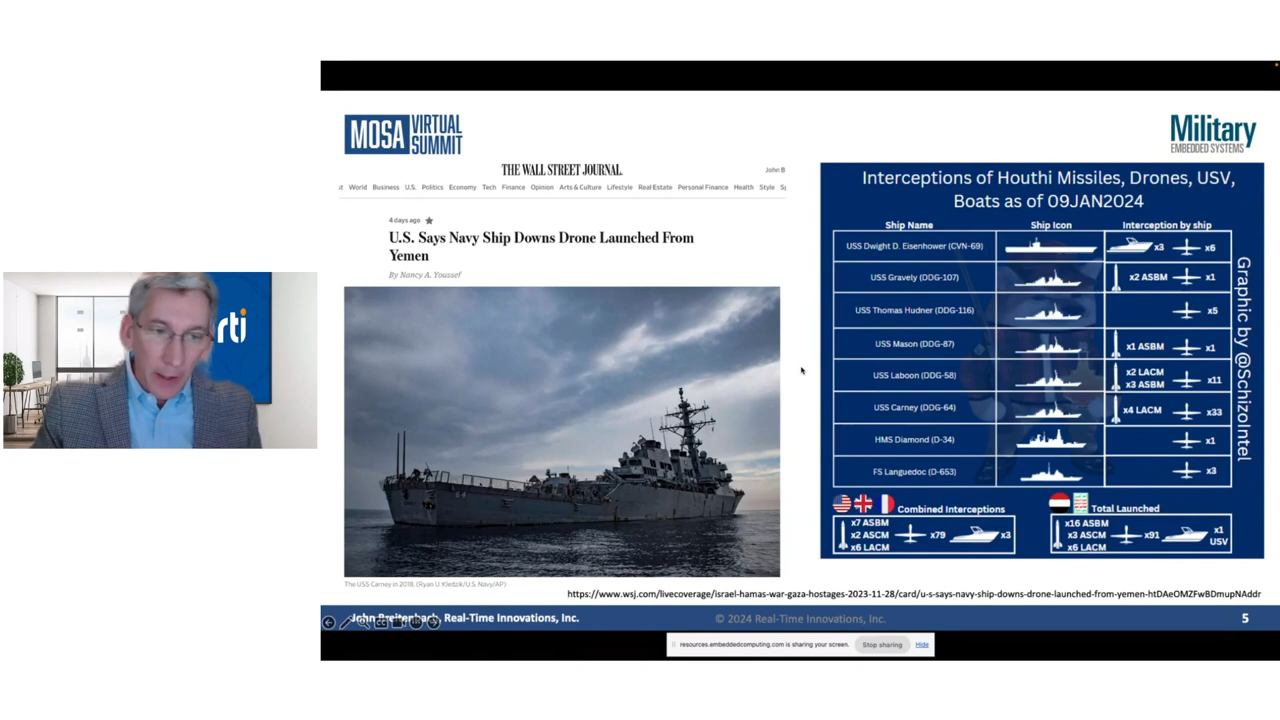 MOSA VIRTUAL SUMMIT
Military
EMBEDDED SYSTEMS
THE WALL STREET JOURNAL.
John B
World Business U.S. Politics Economy Tech Finance Opinion Arts & Culture Lifestyle Real Estate Personal Finance Health Style
4 days ago
U.S. Says Navy Ship Downs Drone Launched From
Yemen
By Nancy A. Youssef
The USS Carney in 2018. (Ryan U. Kledzik/U.S. Navy/AP)
rti
Interceptions of Houthi Missiles, Drones, USV,
Boats as of 09JAN2024
Ship Name Ship Icon Interception by ship
USS Dwight D. Eisenhower (CVN-69) x3 x6
USS Gravely (DDG-107) x2 ASBM x1
USS Thomas Hudner (DDG-116) x5
USS Mason (DDG-87) x1 ASBM x1
USS Laboon (DDG-58) x2 LACM x3 ASBM x11
USS Carney (DDG-64) x4 LACM x33
HMS Diamond (D-34) x1
FS Languedoc (D-653) x3
Graphic by @SchizoIntel
Combined Interceptions
x7 ASBM
x2 ASCM x79 x3
x6 LACM
Total Launched
x16 ASBM
x3 ASCM x91 x1 USV
x6 LACM
https://www.wsj.com/livecoverage/israel-hamas-war-gaza-hostages-2023-11-28/card/u-s-says-navy-ship-downs-drone-launched-from-yemen-htDAeOMZFwBDmupNAddr
John Breitenbach, Real-Time Innovations, Inc.
© 2024 Real-Time Innovations, Inc.
5
resources.embeddedcomputing.com is sharing your screen. Stop sharing Hide